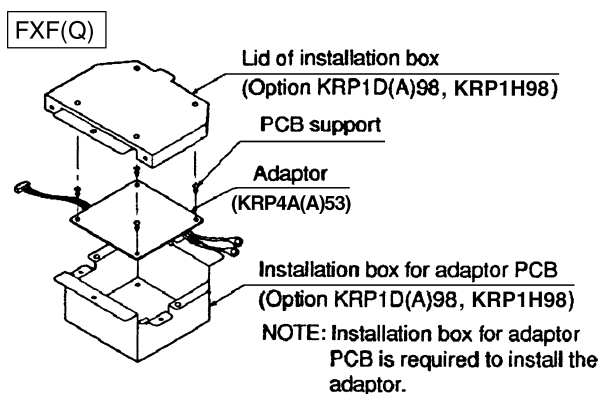 FXF(Q)
Lid of installation box
(Option KRP1D(A)98, KRP1H98)
PCB support
Adaptor
(KRP4A(A)53)
Installation box for adaptor PCB
(Option KRP1D(A)98, KRP1H98)
NOTE: Installation box for adaptor
PCB is required to install the
adaptor.